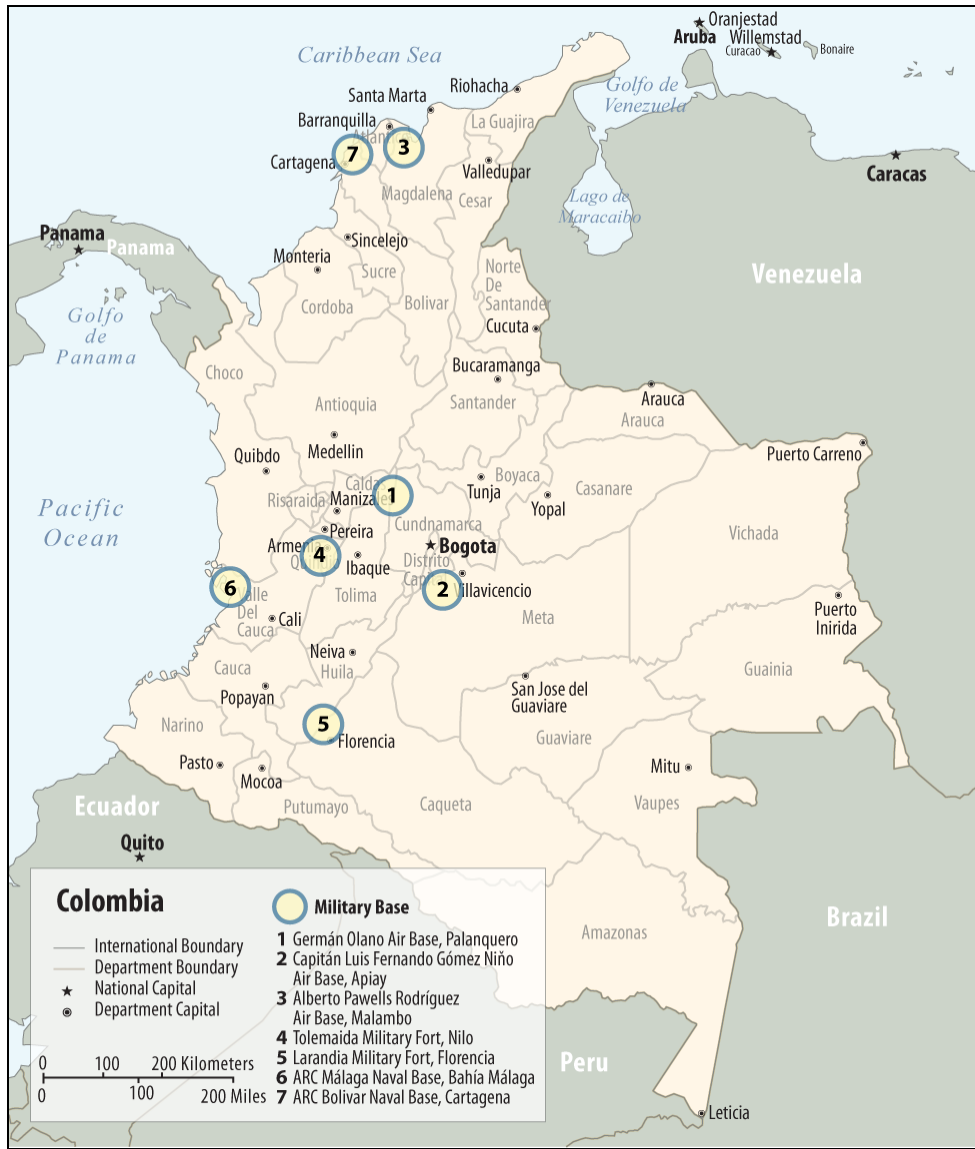 Oranjestad
Aruba
Willemstad
Curacao
Bonaire
Caribbean Sea
Riohacha
Golfo de
Venezuela
Santa Marta
La Guajira
Barranquilla
7
3
Cartagena
Valledupar
Caracas
Magdalena
Cesar
Lago de
Maracaibo
Panama
Panama
Sincelejo
Monteria
Sucre
Norte
De
Santander
Venezuela
Cordoba
Bolivar
Golfo
de
Panama
Cucuta
Bucaramanga
Choco
Antioquia
Santander
Arauca
Arauca
Medellin
Quibdo
Puerto Carreno
Boyaca
Tunja
Casanare
Yopal
Risaraida
1
Pacific
Ocean
Cundnamarca
Vichada
Pereira
Bogota
4
Ibaque
Distrito
6
2
Villavicencio
Tolima
Valle
Del
Cauca
Cali
Meta
Puerto
Inirida
Neiva
Huila
Cauca
Guainia
Popayan
San Jose del
Guaviare
Narino
5
Florencia
Guaviare
Pasto
Mocoa
Mitu
Ecuador
Putumayo
Caqueta
Vaupes
Quito
Brazil
Amazonas
Peru
Leticia
Colombia
International Boundary
Department Boundary
National Capital
Department Capital
0 100 200 Kilometers
0 100 200 Miles
Military Base
1 Germán Olano Air Base, Palanquero
2 Capitán Luis Fernando Gómez Niňo
Air Base, Apiay
3 Alberto Pawells Rodríguez
Air Base, Malambo
4 Tolemaida Military Fort, Nilo
5 Larandia Military Fort, Florencia
6 ARC Málaga Naval Base, Bahía Málaga
7 ARC Bolivar Naval Base, Cartagena